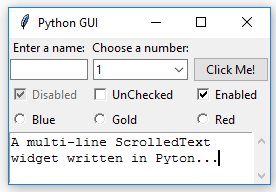 Python GUI
Enter a name: Choose a number:
1 Click Me!
Disabled UnChecked Enabled
Blue Gold Red
A multi-line ScrolledText
widget written in Pyton...